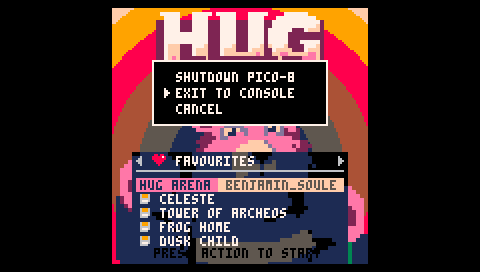 HUG
SHUTDOWN PICO-8
EXIT TO CONSOLE
CANCEL
FAVOURITES
HUG ARENA BENJAMIN_SOULE
CELESTE
TOWER OF ARCHEOS
FROG HOME
DUSK CHILD
PRESS ACTION TO START